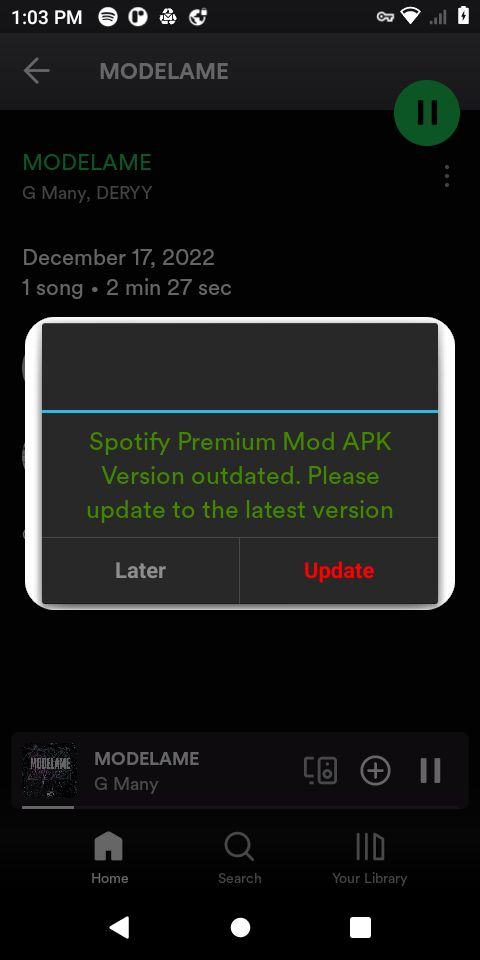 1:03 PM
MODELAME
MODELAME
G Many, DERYY
December 17, 2022
1 song • 2 min 27 sec
Spotify Premium Mod APK
Version outdated. Please
update to the latest version
Later
Update
MODELAME
MODELAME
G Many
Home
Search
Your Library